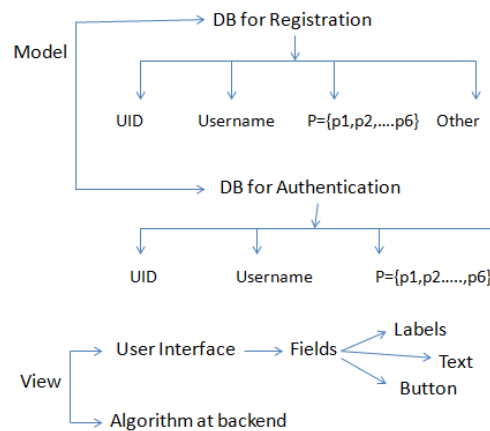 DB for Registration
Model
UID Username P={p1,p2,....p6} Other
DB for Authentication
UID Username P={p1,p2.....,p6}
Labels
User Interface Fields
Text
View
Button
Algorithm at backend